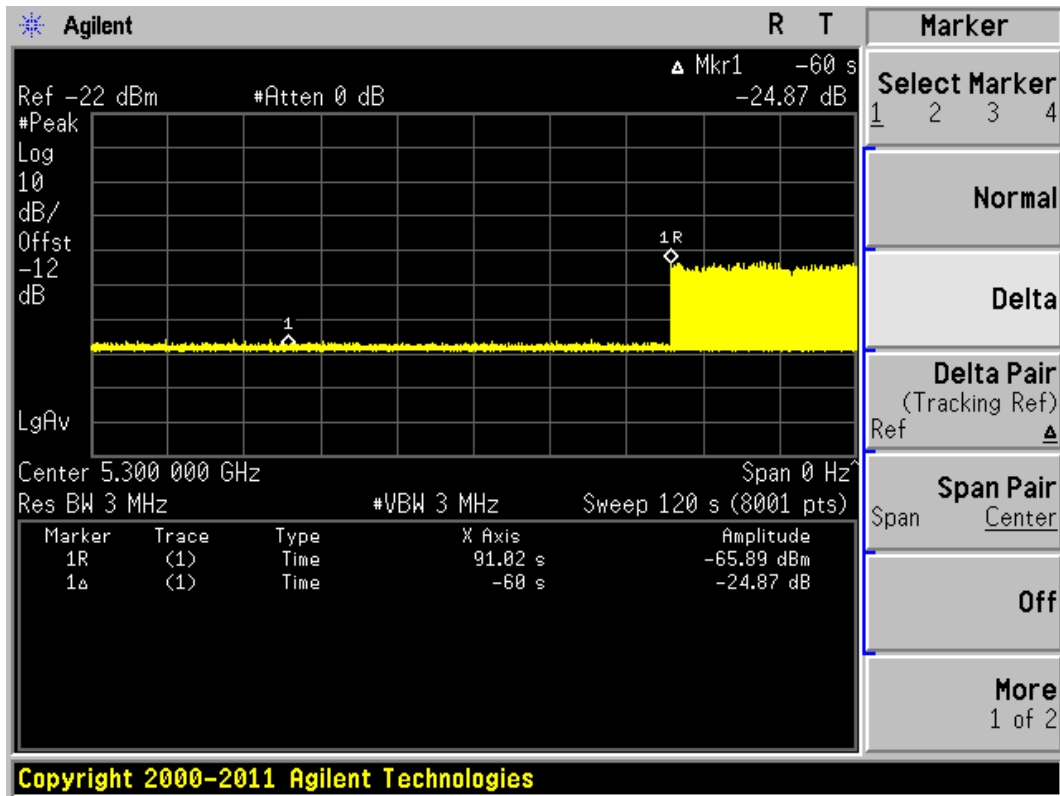 Agilent R T
Δ Mkr1 -60 s
Ref -22 dBm #Atten 0 dB -24.87 dB
#Peak
Log
10
dB/
Offst
-12
dB
1R
1
LgAv
Center 5.300 000 GHz Span 0 Hz^
Res BW 3 MHz #VBW 3 MHz Sweep 120 s (8001 pts)
Marker Trace Type X Axis Amplitude
1R (1) Time 91.02 s -65.89 dBm
1Δ (1) Time -60 s -24.87 dB
Marker
Select Marker
1 2 3 4
Normal
Delta
Delta Pair
(Tracking Ref)
Ref Δ
Span Pair
Span Center
Off
More
1 of 2
Copyright 2000-2011 Agilent Technologies